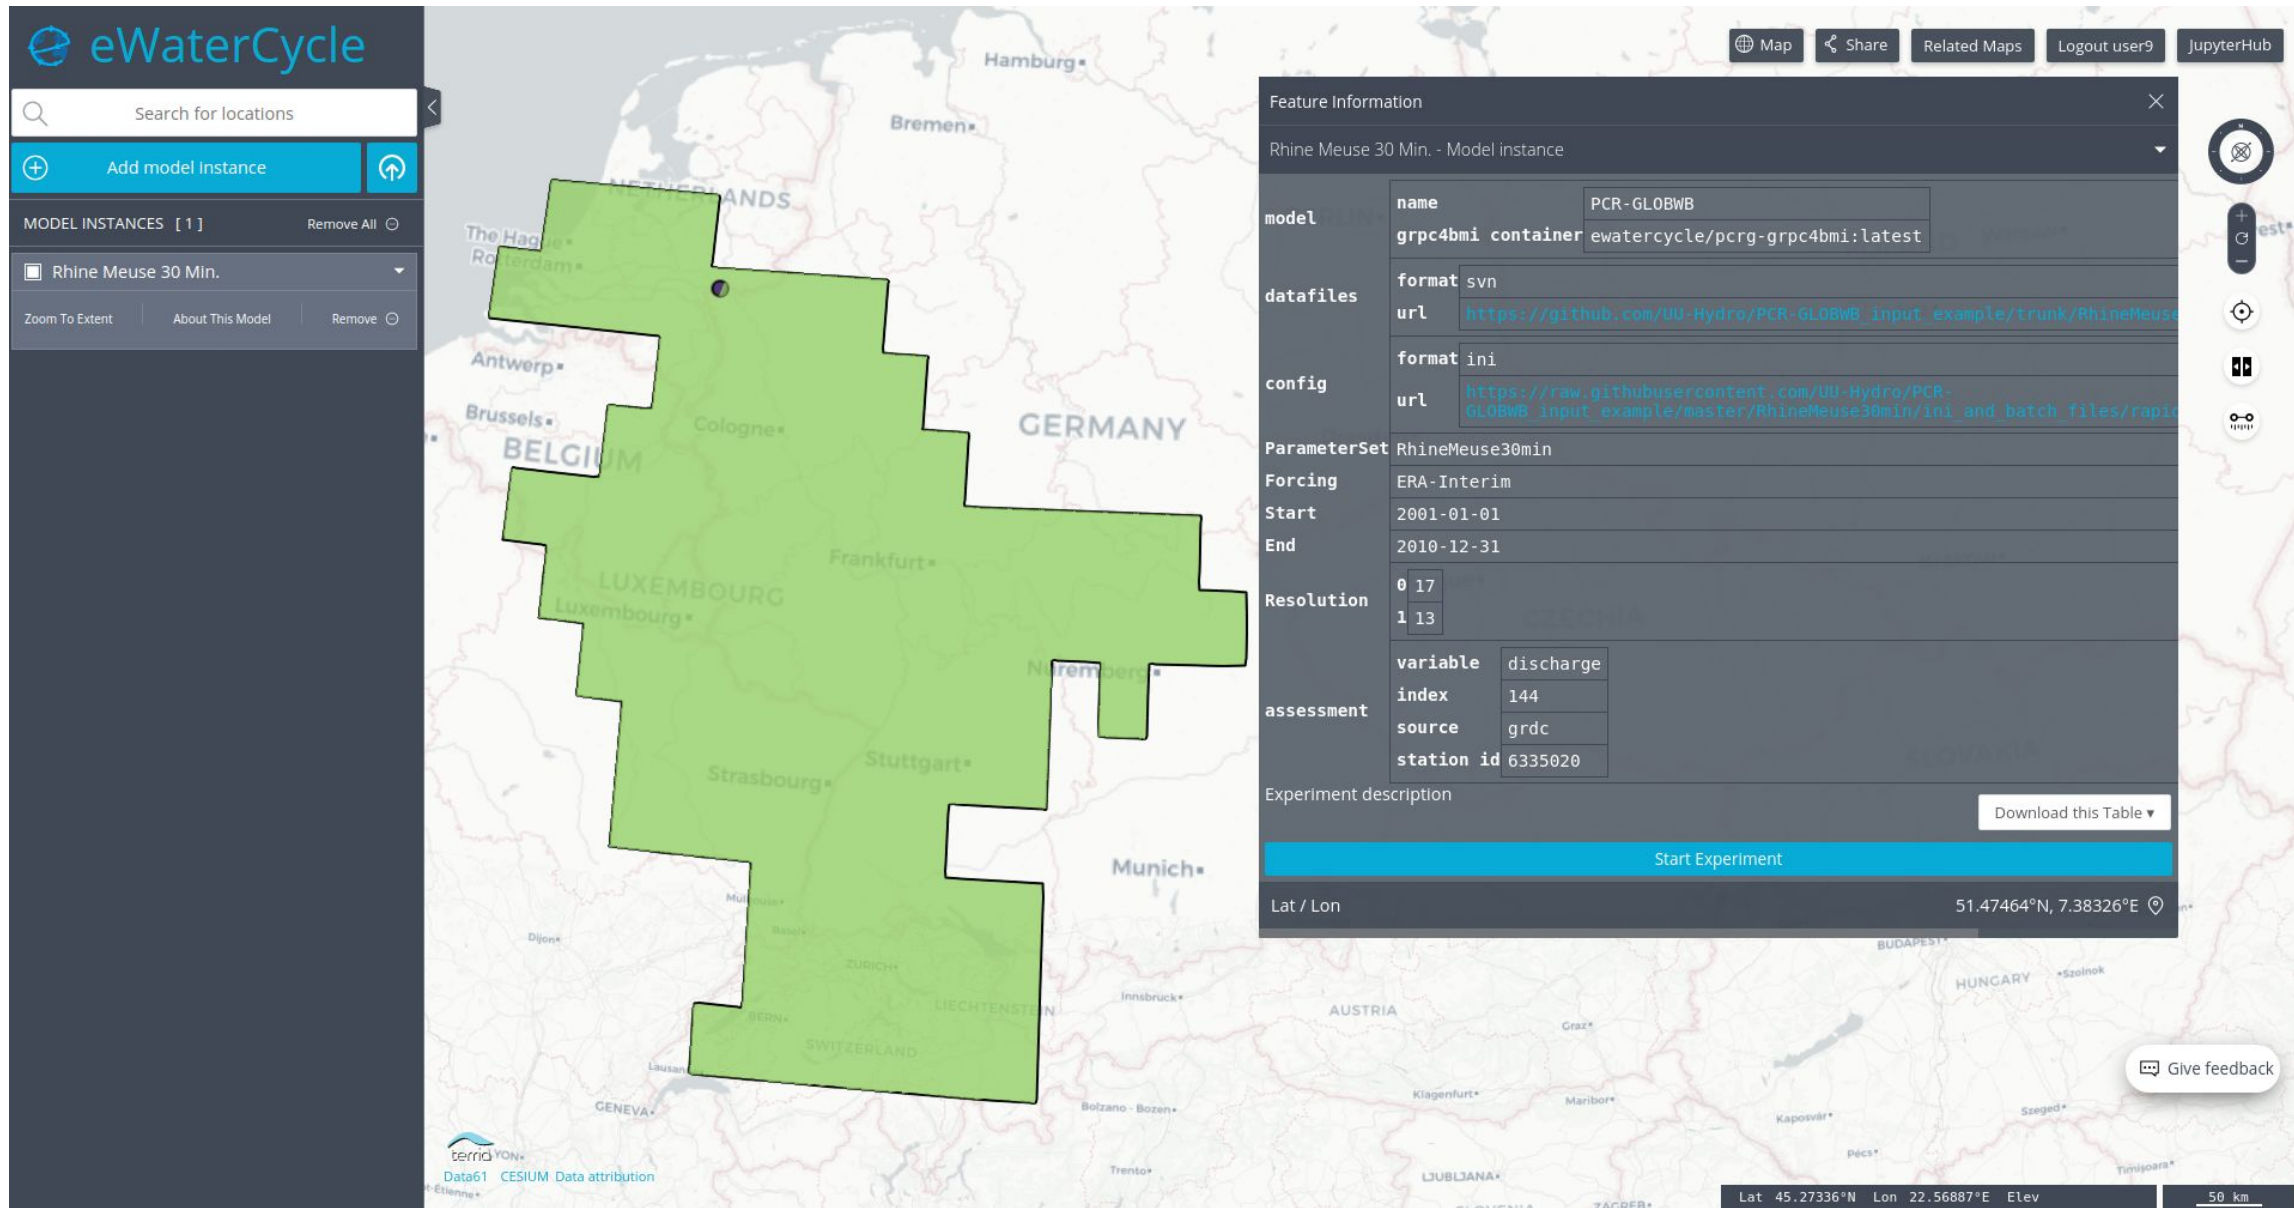 eWaterCycle
Search for locations
Add model instance
MODEL INSTANCES [ 1 ]
Remove All
Rhine Meuse 30 Min.
Zoom To Extent
About This Model
Remove
Map
Share
Related Maps
Logout user9
JupyterHub
Feature Information
Rhine Meuse 30 Min. - Model instance
model
name PCR-GLOBWB
grpc4bmi container ewatercycle/pcrg-grpc4bmi:latest
datafiles
format svn
url https://github.com/UU-Hydro/PCR-GLOBWB_input_example/trunk/RhineMeuse
config
format ini
url https://raw.githubusercontent.com/UU-Hydro/PCR-
GLOBWB_input_example/master/RhineMeuse30min/ini_and_batch_files/rapid
ParameterSet RhineMeuse30min
Forcing ERA-Interim
Start 2001-01-01
End 2010-12-31
Resolution
0 17
1 13
assessment
variable discharge
index 144
source grdc
station id 6335020
Experiment description
Download this Table ▾
Start Experiment
Lat / Lon
51.47464°N, 7.38326°E
Hamburg
Bremen
NETHERLANDS
The Hague
Rotterdam
Antwerp
Brussels
BELGIUM
Cologne
GERMANY
Frankfurt
LUXEMBOURG
Luxembourg
Nuremberg
CZECHIA
Stuttgart
Strasbourg
SLOVAKIA
Munich
Mulhouse
Dijon
Basel
ZURICH
LIECHTENSTEIN
Innsbruck
BERN
SWITZERLAND
AUSTRIA
Graz
BUDAPEST
HUNGARY
Szolnok
GENEVA
Bolzano - Bozen
Klagenfurt
Maribor
Kaposvár
Szeged
Pécs
Timișoara
Trento
LJUBLJANA
SLOVENIA
ZAGREB
terria
Data61 CESIUM Data attribution
Give feedback
Lat 45.27336°N Lon 22.56887°E Elev
50 km